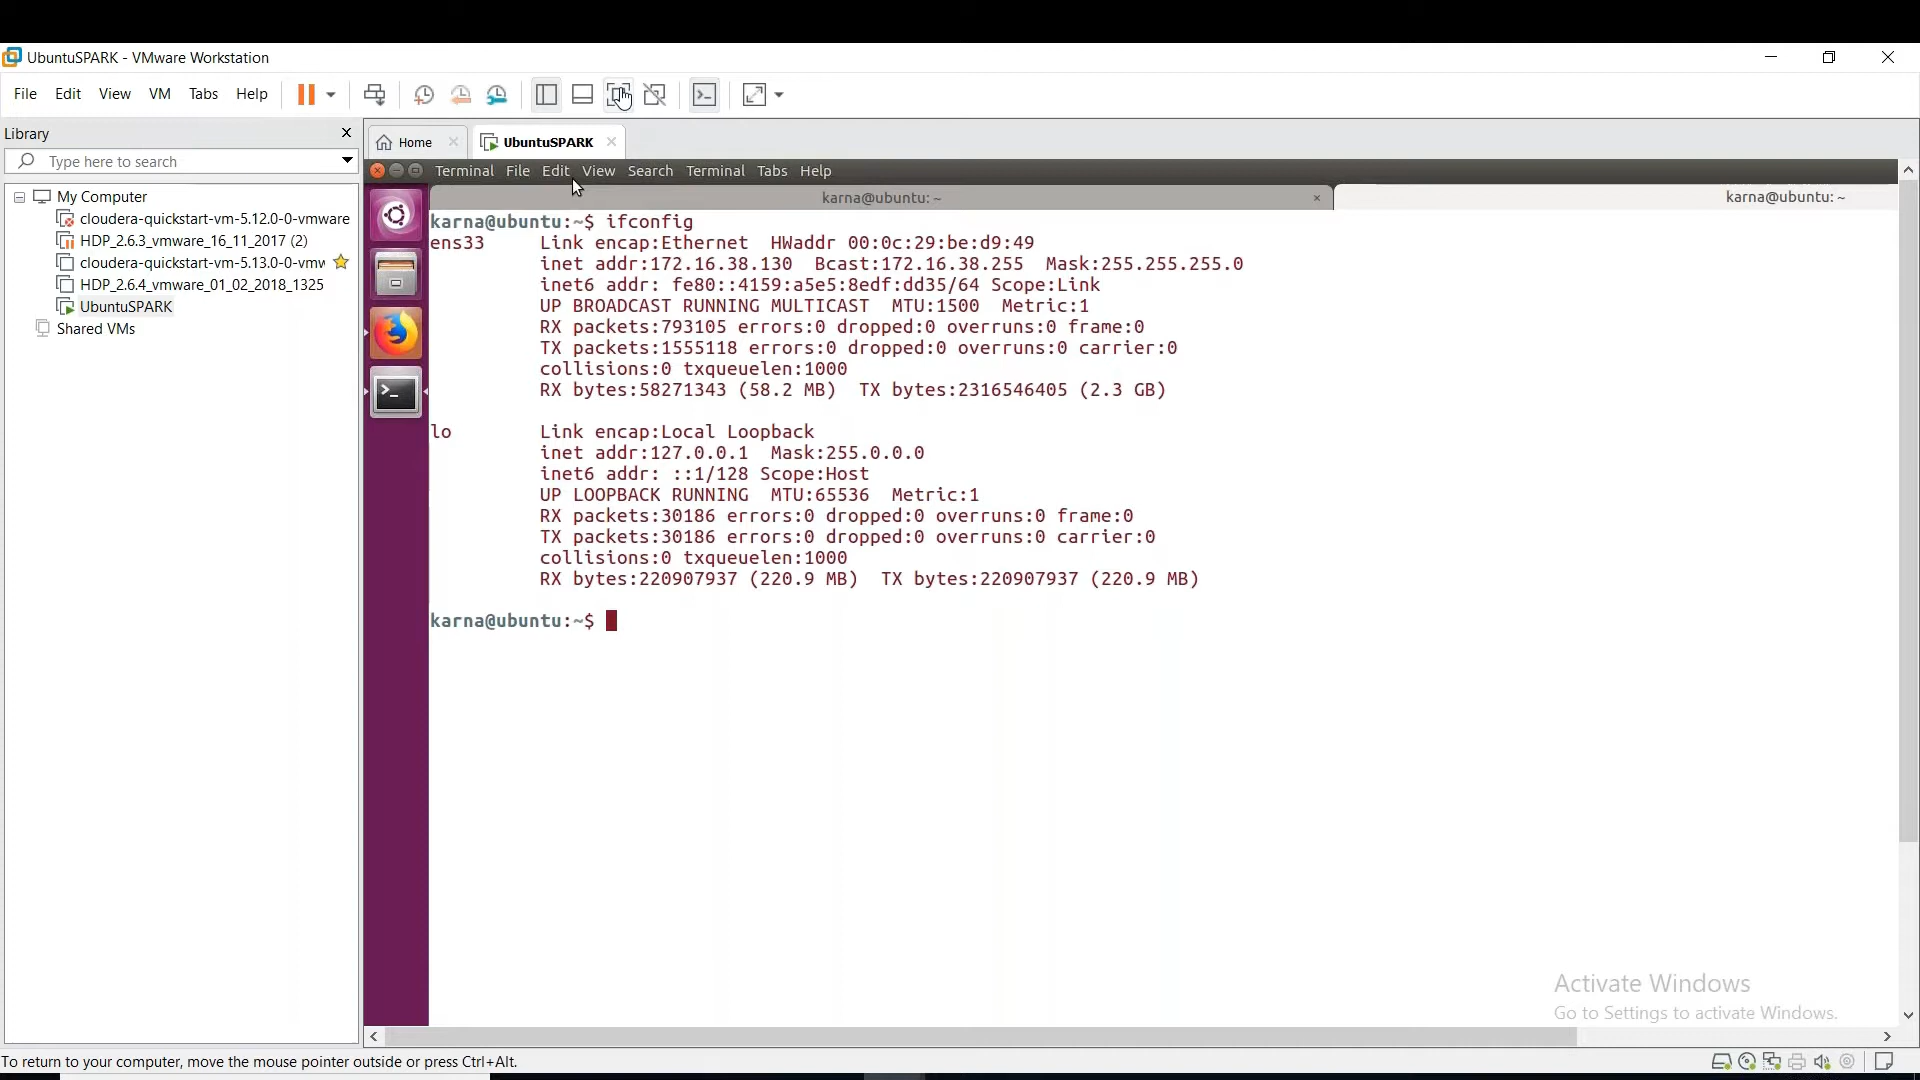 UbuntuSPARK - VMware Workstation
File Edit View VM Tabs Help
Library
Type here to search
My Computer
cloudera-quickstart-vm-5.12.0-0-vmware
HDP_2.6.3_vmware_16_11_2017 (2)
cloudera-quickstart-vm-5.13.0-0-vmw
HDP_2.6.4_vmware_01_02_2018_1325
UbuntuSPARK
Shared VMs
Home UbuntuSPARK
Terminal File Edit View Search Terminal Tabs Help
karna@ubuntu: ~ karna@ubuntu: ~
karna@ubuntu:~$ ifconfig
ens33 Link encap:Ethernet HWaddr 00:0c:29:be:d9:49
inet addr:172.16.38.130 Bcast:172.16.38.255 Mask:255.255.255.0
inet6 addr: fe80::4159:a5e5:8edf:dd35/64 Scope:Link
UP BROADCAST RUNNING MULTICAST MTU:1500 Metric:1
RX packets:793105 errors:0 dropped:0 overruns:0 frame:0
TX packets:1555118 errors:0 dropped:0 overruns:0 carrier:0
collisions:0 txqueuelen:1000
RX bytes:58271343 (58.2 MB) TX bytes:2316546405 (2.3 GB)
lo Link encap:Local Loopback
inet addr:127.0.0.1 Mask:255.0.0.0
inet6 addr: ::1/128 Scope:Host
UP LOOPBACK RUNNING MTU:65536 Metric:1
RX packets:30186 errors:0 dropped:0 overruns:0 frame:0
TX packets:30186 errors:0 dropped:0 overruns:0 carrier:0
collisions:0 txqueuelen:1000
RX bytes:220907937 (220.9 MB) TX bytes:220907937 (220.9 MB)
karna@ubuntu:~$
Activate Windows
Go to Settings to activate Windows.
To return to your computer, move the mouse pointer outside or press Ctrl+Alt.